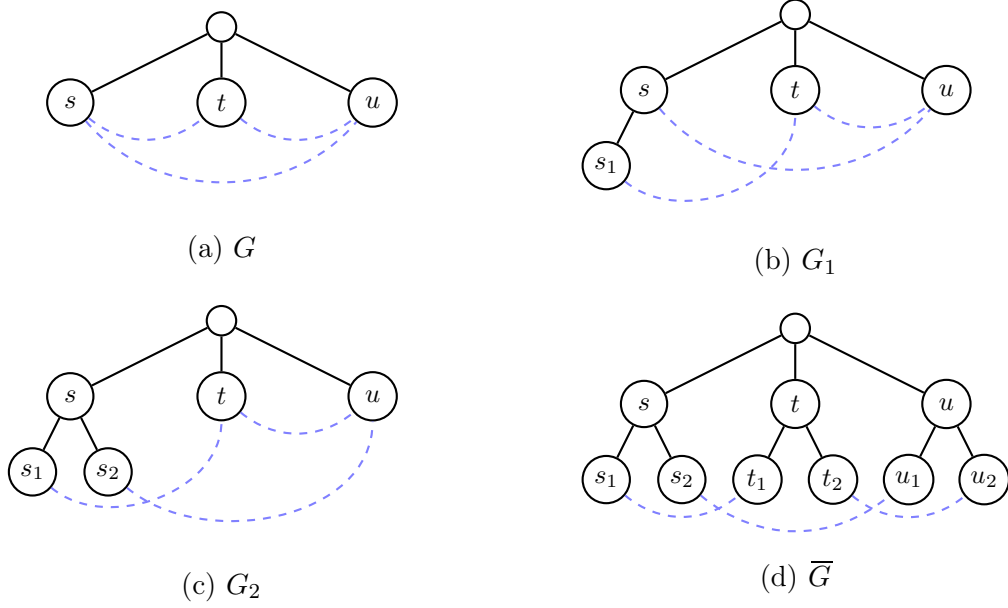 s t u
(a) G
s t u
s₁
(b) G₁
s t u
s₁ s₂
(c) G₂
s t u
s₁ s₂ t₁ t₂ u₁ u₂
(d) G̅